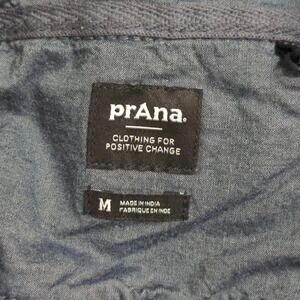 prAna
CLOTHING FOR
POSITIVE CHANGE
M
MADE IN INDIA
FABRIQUE EN INDE